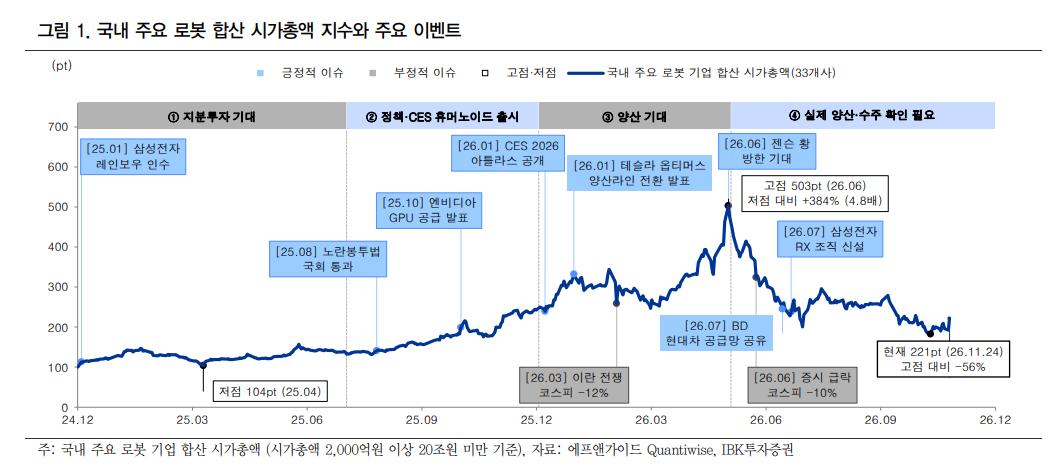 그림 1. 국내 주요 로봇 합산 시가총액 지수와 주요 이벤트
(pt)
긍정적 이슈
부정적 이슈
고점·저점
국내 주요 로봇 기업 합산 시가총액(33개사)
① 지분투자 기대
② 정책·CES 휴머노이드 출시
③ 양산 기대
④ 실제 양산·수주 확인 필요
700
600
500
400
300
200
100
0
[25.01] 삼성전자
레인보우 인수
[25.08] 노란봉투법
국회 통과
[25.10] 엔비디아
GPU 공급 발표
[26.01] CES 2026
아틀라스 공개
[26.01] 테슬라 옵티머스
양산라인 전환 발표
[26.06] 젠슨 황
방한 기대
고점 503pt (26.06)
저점 대비 +384% (4.8배)
[26.07] 삼성전자
RX 조직 신설
[26.07] BD
현대차 공급망 공유
저점 104pt (25.04)
[26.03] 이란 전쟁
코스피 -12%
[26.06] 증시 급락
코스피 -10%
현재 221pt (26.11.24)
고점 대비 -56%
24.12
25.03
25.06
25.09
25.12
26.03
26.06
26.09
26.12
주: 국내 주요 로봇 기업 합산 시가총액 (시가총액 2,000억원 이상 20조원 미만 기준), 자료: 에프앤가이드 Quantiwise, IBK투자증권